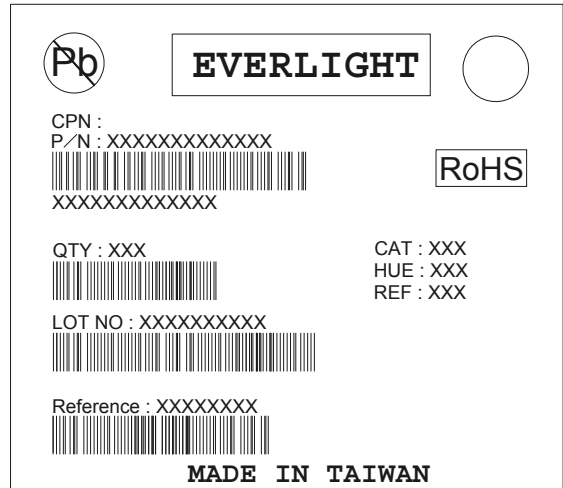 Pb
EVERLIGHT
CPN :
P/N : XXXXXXXXXXXXX
RoHS
XXXXXXXXXXXXX
QTY : XXX
CAT : XXX
HUE : XXX
REF : XXX
LOT NO : XXXXXXXXXX
Reference : XXXXXXXX
MADE IN TAIWAN